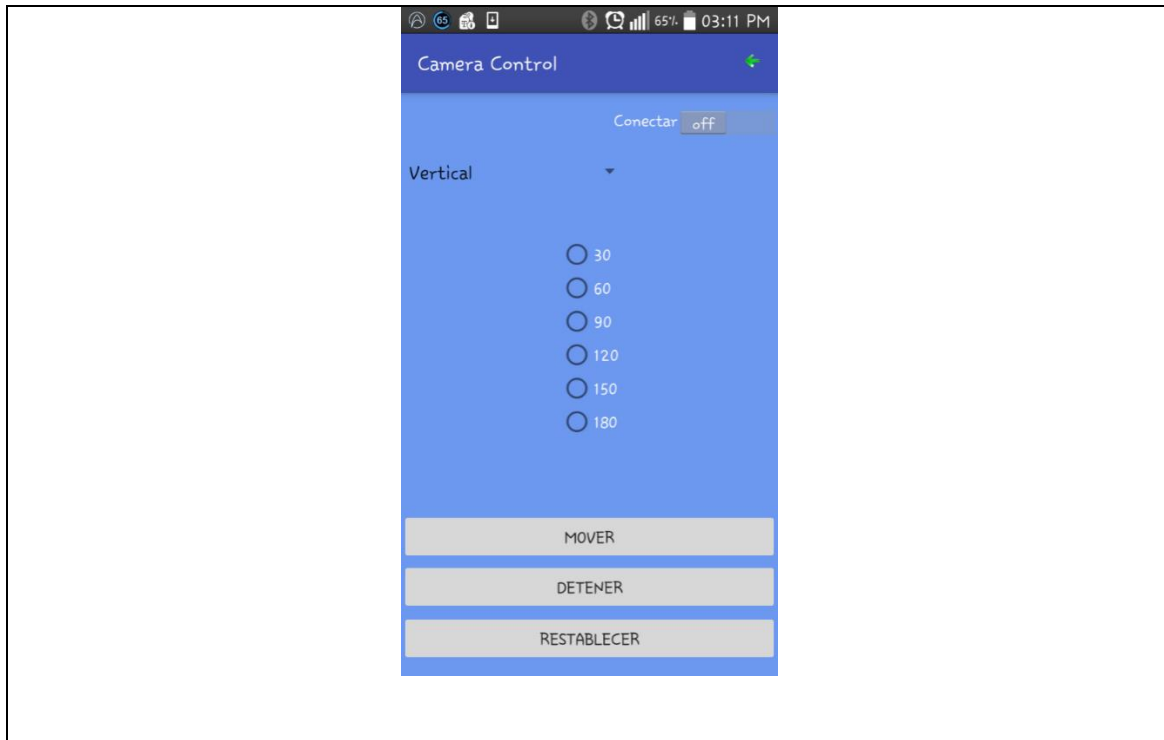 65 65% 03:11 PM
Camera Control
Conectar off
Vertical
30
60
90
120
150
180
MOVER
DETENER
RESTABLECER